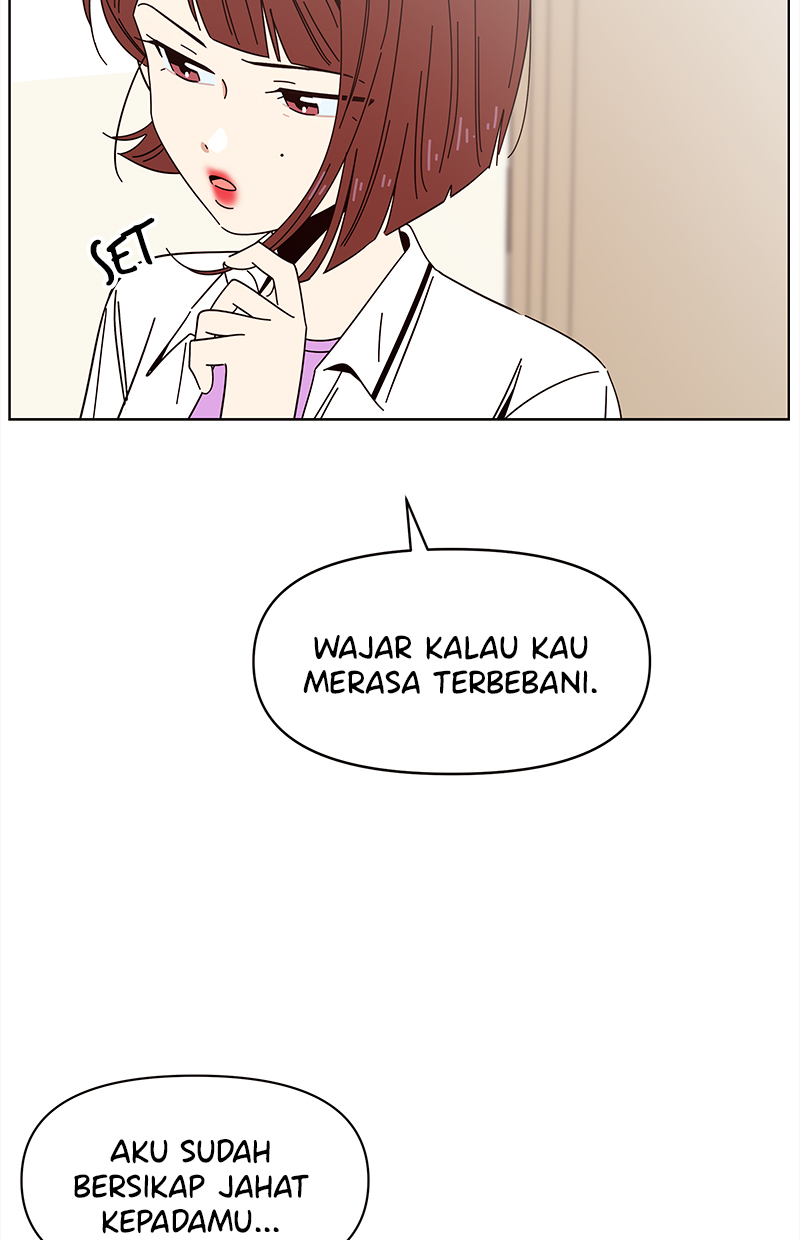 SET
WAJAR KALAU KAU
MERASA TERBEBANI.
AKU SUDAH
BERSIKAP JAHAT
KEPADAMU...